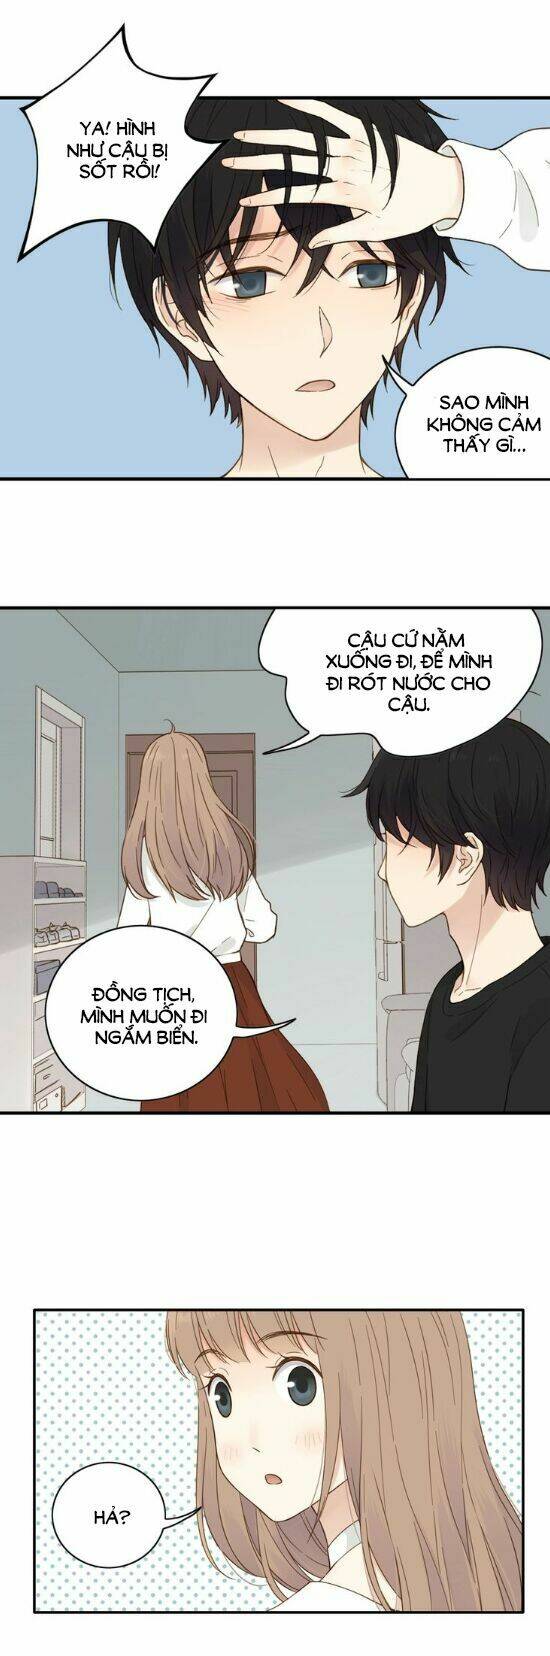 YA! HÌNH
NHƯ CẬU BỊ
SỐT RỒI!
SAO MÌNH
KHÔNG CẢM
THẤY GÌ...
CẬU CỨ NẰM
XUỐNG ĐI, ĐỂ MÌNH
ĐI RÓT NƯỚC CHO
CẬU.
ĐỒNG TỊCH,
MÌNH MUỐN ĐI
NGẮM BIỂN.
HẢ?